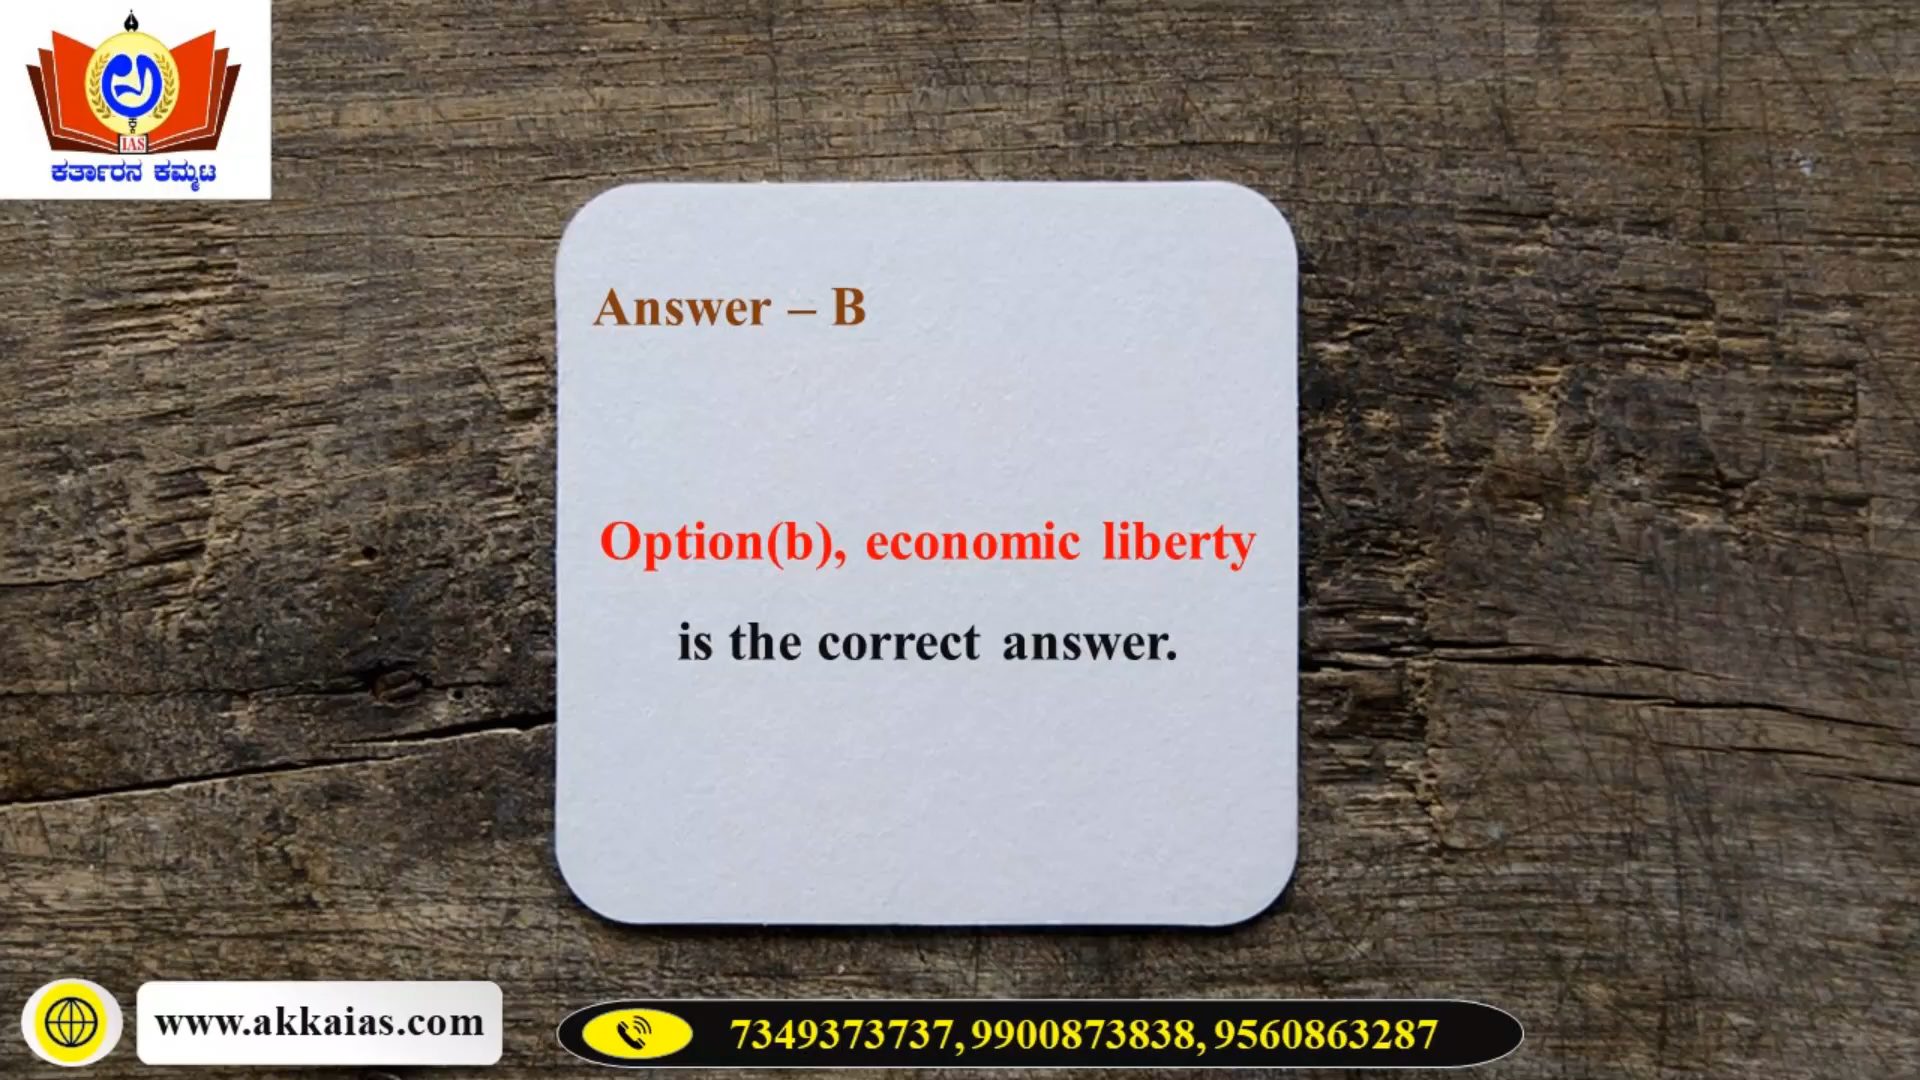 IAS
ಕರ್ತಾರನ ಕಮ್ಮಟ
Answer – B
Option(b), economic liberty
is the correct answer.
www.akkaias.com
7349373737, 9900873838, 9560863287